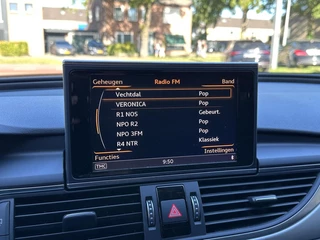 Geheugen Radio FM Band
Vechtdal Pop
VERONICA Pop
R1 NOS Gebeurt.
NPO R2 Pop
NPO 3FM Pop
R4 NTR Klassiek
Functies Instellingen
TMC 9:50